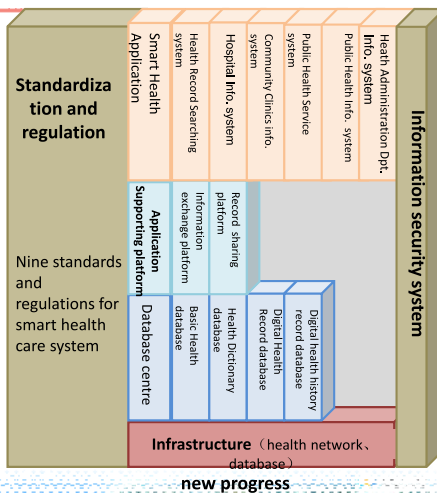 Standardiza
tion and
regulation
Nine standards
and
regulations for
smart health
care system
Smart Health
Application
Health Record Searching
system
Hospital Info. system
Community Clinics info.
system
Public Health Service
system
Public Health Info. system
Heath Administration Dpt.
Info. system
Application
Supporting platform
Information
exchange platform
Record sharing
platform
Database centre
Basic Health
database
Health Dictionary
database
Digital Health
Record database
Digital health history
record database
Information security system
Infrastructure（health network、
database）
new progress